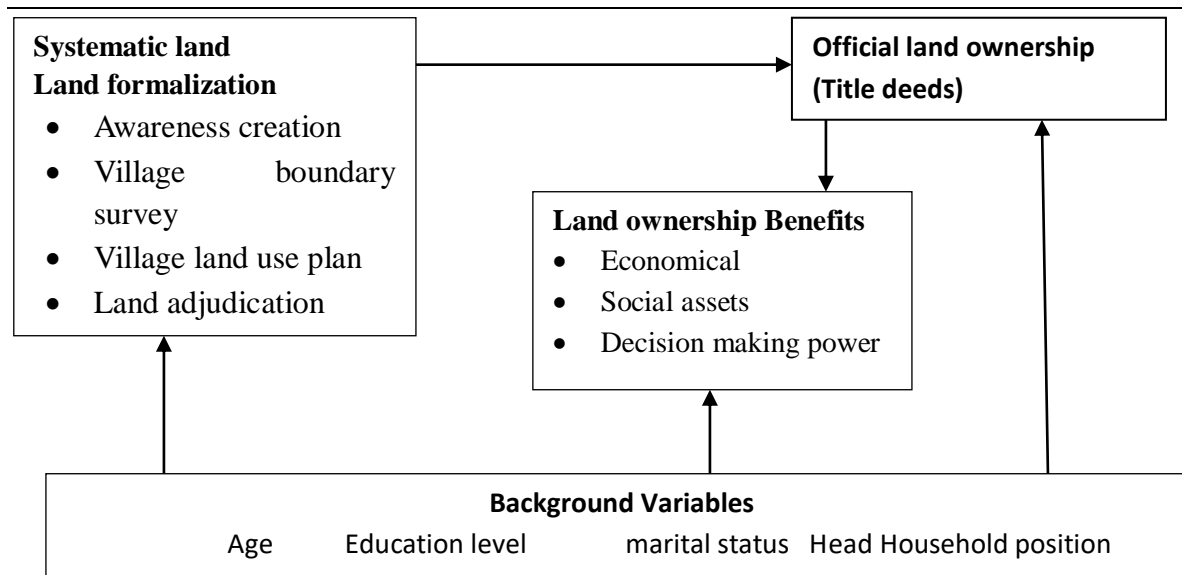 Systematic land
Land formalization
• Awareness creation
• Village boundary
survey
• Village land use plan
• Land adjudication
Official land ownership
(Title deeds)
Land ownership Benefits
• Economical
• Social assets
• Decision making power
Background Variables
Age Education level marital status Head Household position